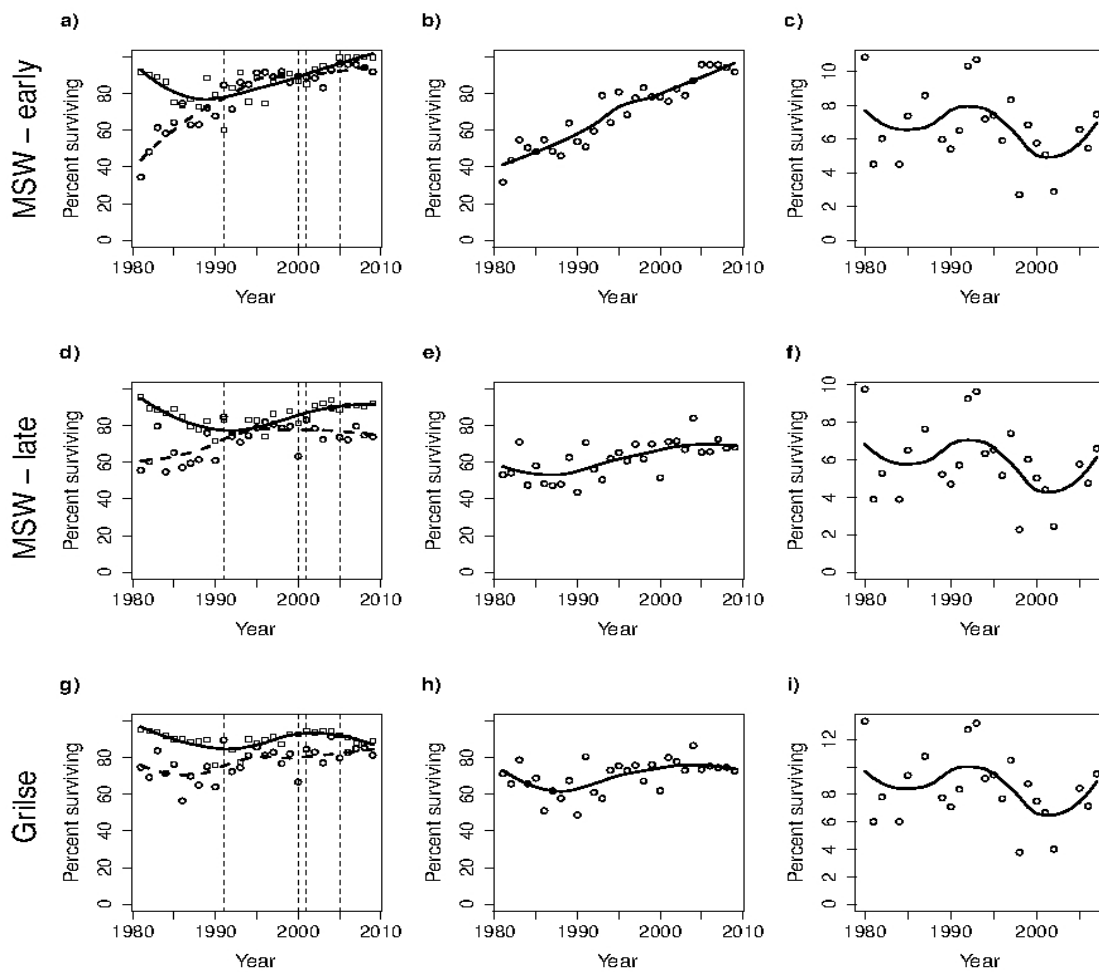 a) b) c)
MSW – early
Percent surviving
0 20 40 60 80
1980 1990 2000 2010
Year
Percent surviving
0 20 40 60 80
1980 1990 2000 2010
Year
Percent surviving
0 2 4 6 8 10
1980 1990 2000
Year
d) e) f)
MSW – late
Percent surviving
0 20 40 60 80
1980 1990 2000 2010
Year
Percent surviving
0 20 40 60 80
1980 1990 2000 2010
Year
Percent surviving
0 2 4 6 8 10
1980 1990 2000
Year
g) h) i)
Grilse
Percent surviving
0 20 40 60 80
1980 1990 2000 2010
Year
Percent surviving
0 20 40 60 80
1980 1990 2000 2010
Year
Percent surviving
0 2 4 6 8 10 12
1980 1990 2000
Year